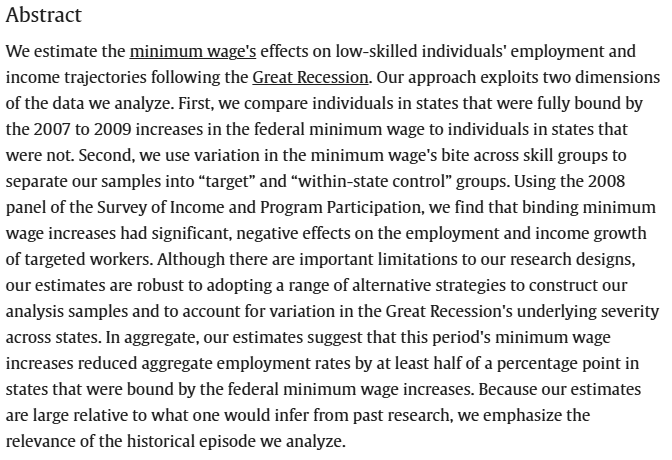 Abstract
We estimate the minimum wage's effects on low-skilled individuals' employment and
income trajectories following the Great Recession. Our approach exploits two dimensions
of the data we analyze. First, we compare individuals in states that were fully bound by
the 2007 to 2009 increases in the federal minimum wage to individuals in states that
were not. Second, we use variation in the minimum wage's bite across skill groups to
separate our samples into “target” and “within-state control” groups. Using the 2008
panel of the Survey of Income and Program Participation, we find that binding minimum
wage increases had significant, negative effects on the employment and income growth
of targeted workers. Although there are important limitations to our research designs,
our estimates are robust to adopting a range of alternative strategies to construct our
analysis samples and to account for variation in the Great Recession's underlying severity
across states. In aggregate, our estimates suggest that this period's minimum wage
increases reduced aggregate employment rates by at least half of a percentage point in
states that were bound by the federal minimum wage increases. Because our estimates
are large relative to what one would infer from past research, we emphasize the
relevance of the historical episode we analyze.